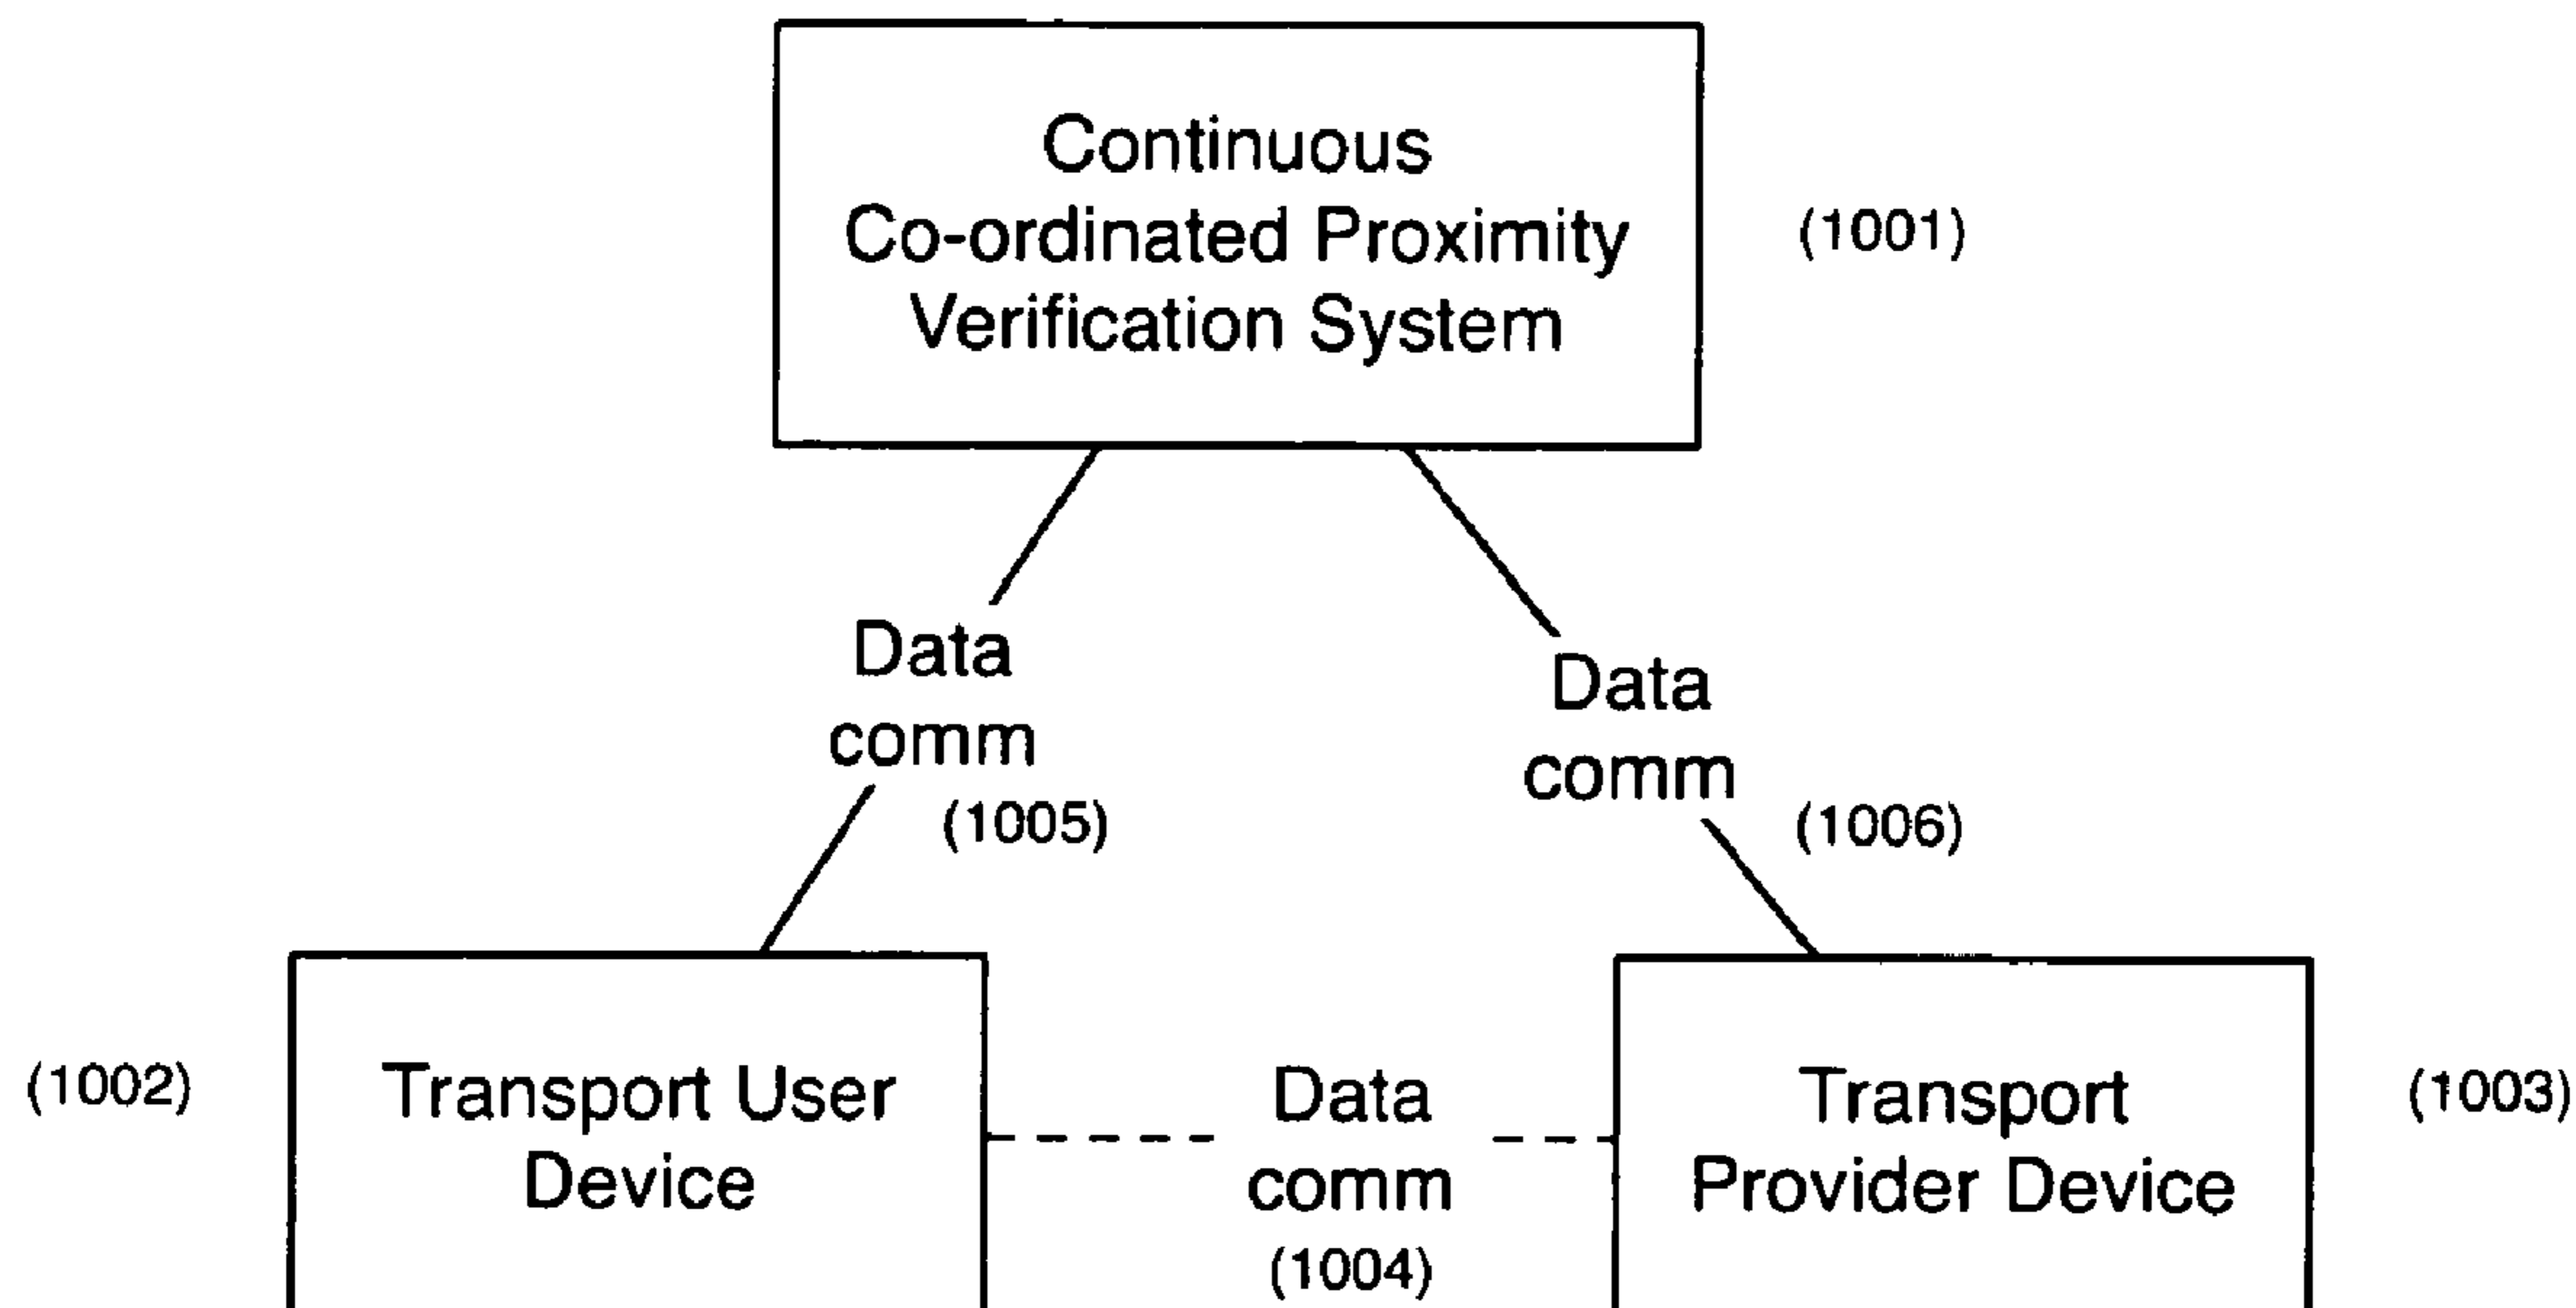 Continuous
Co-ordinated Proximity
Verification System
(1001)
Data
comm
(1005)
Data
comm
(1006)
(1002)
Transport User
Device
Data
comm
(1004)
Transport
Provider Device
(1003)